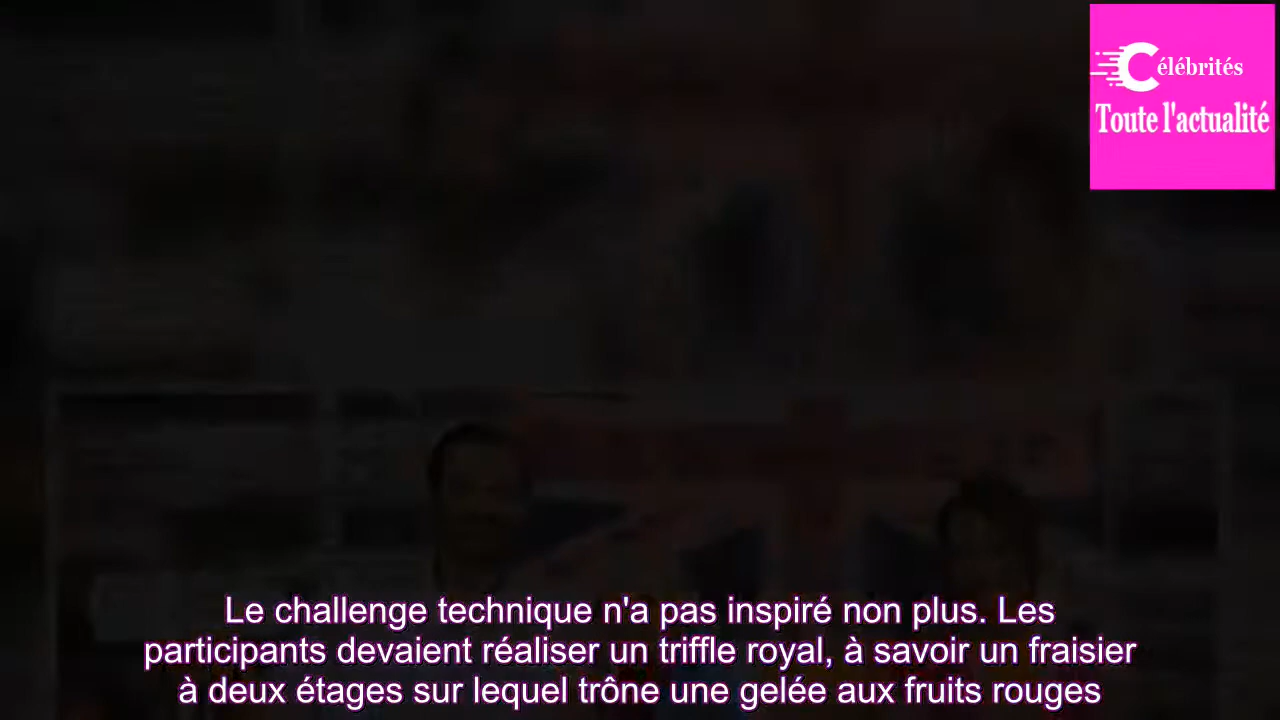 Célébrités
Toute l'actualité
Le challenge technique n'a pas inspiré non plus. Les
participants devaient réaliser un triffle royal, à savoir un fraisier
à deux étages sur lequel trône une gelée aux fruits rouges